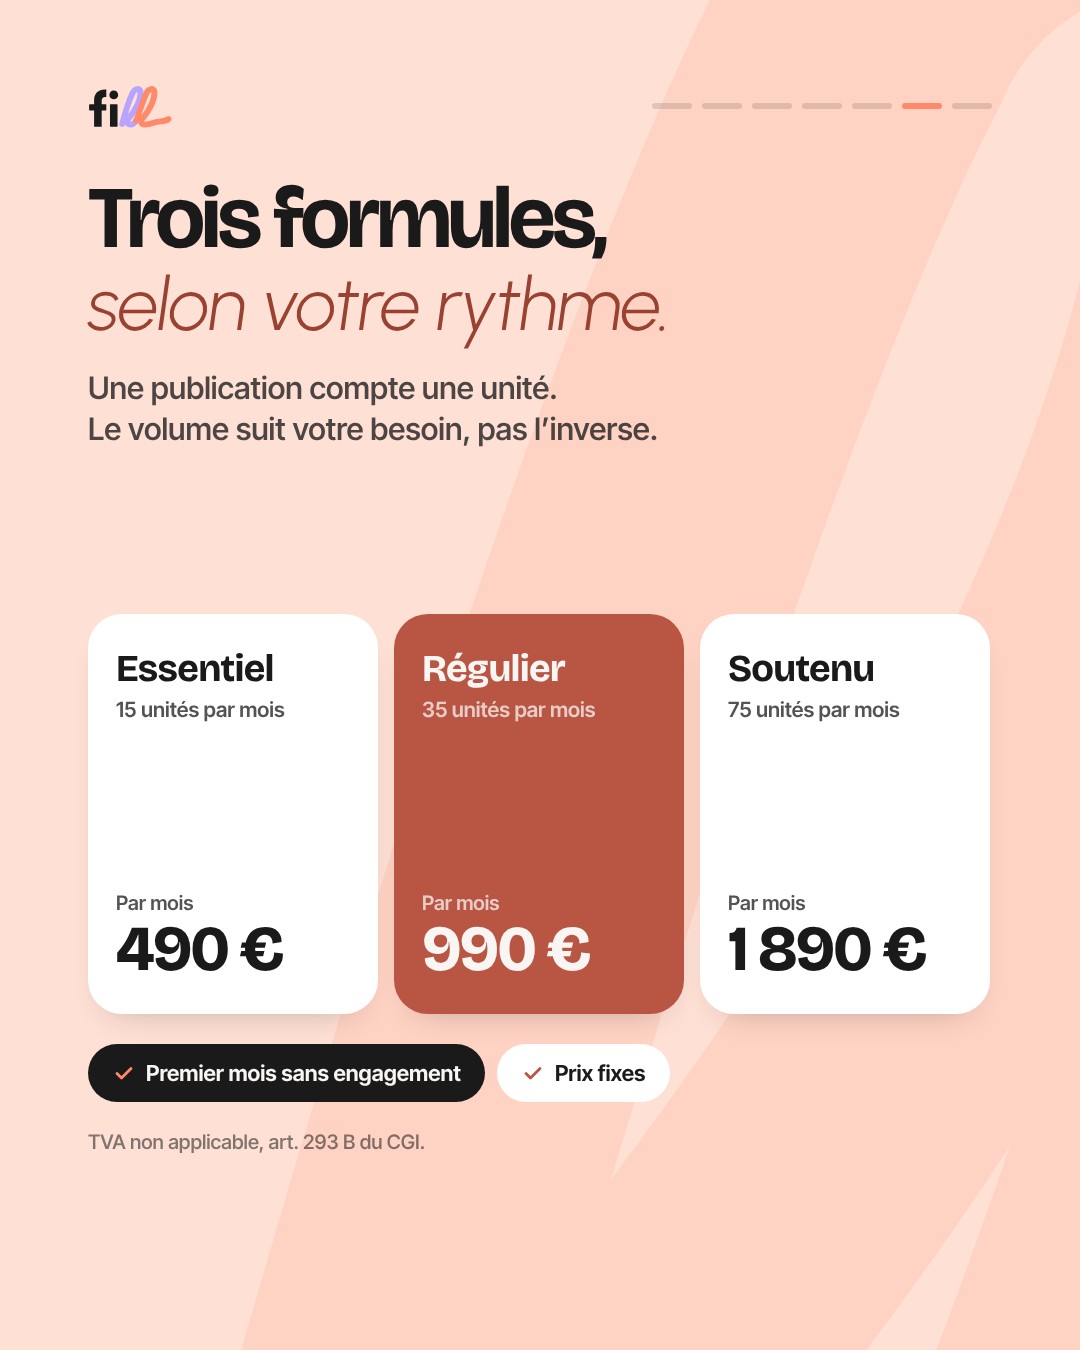 fill
Trois formules,
selon votre rythme.
Une publication compte une unité.
Le volume suit votre besoin, pas l’inverse.
Essentiel
15 unités par mois
Par mois
490 €
Régulier
35 unités par mois
Par mois
990 €
Soutenu
75 unités par mois
Par mois
1 890 €
Premier mois sans engagement
Prix fixes
TVA non applicable, art. 293 B du CGI.